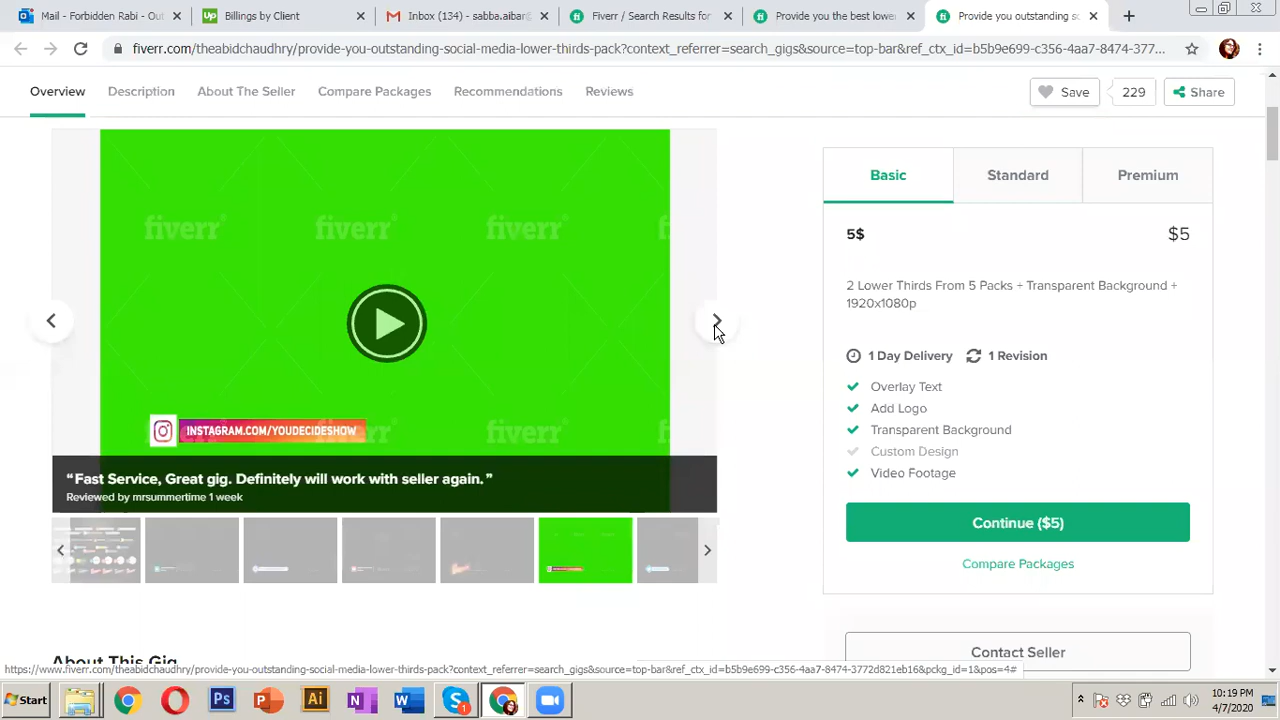 Mail - Forbidden Rabi - Out
Billings by Client
Inbox (134) - sabba.aibar
Fiverr / Search Results for
Provide you the best lower
Provide you outstanding so
fiverr.com/theabidchaudhry/provide-you-outstanding-social-media-lower-thirds-pack?context_referrer=search_gigs&source=top-bar&ref_ctx_id=b5b9e699-c356-4aa7-8474-377...
Overview
Description
About The Seller
Compare Packages
Recommendations
Reviews
Save
229
Share
fiverr
fiverr
fiverr
fiverr
INSTAGRAM.COM/YOUDECIDESHOW
“Fast Service, Great gig. Definitely will work with seller again.”
Reviewed by mrsummertime 1 week
Basic
Standard
Premium
5$
$5
2 Lower Thirds From 5 Packs + Transparent Background +
1920x1080p
1 Day Delivery
1 Revision
Overlay Text
Add Logo
Transparent Background
Custom Design
Video Footage
Continue ($5)
Compare Packages
Contact Seller
About This Gig
https://www.fiverr.com/theabidchaudhry/provide-you-outstanding-social-media-lower-thirds-pack?context_referrer=search_gigs&source=top-bar&ref_ctx_id=b5b9e699-c356-4aa7-8474-3772d821eb16&pckg_id=1&pos=4#
Start
10:19 PM
4/7/2020